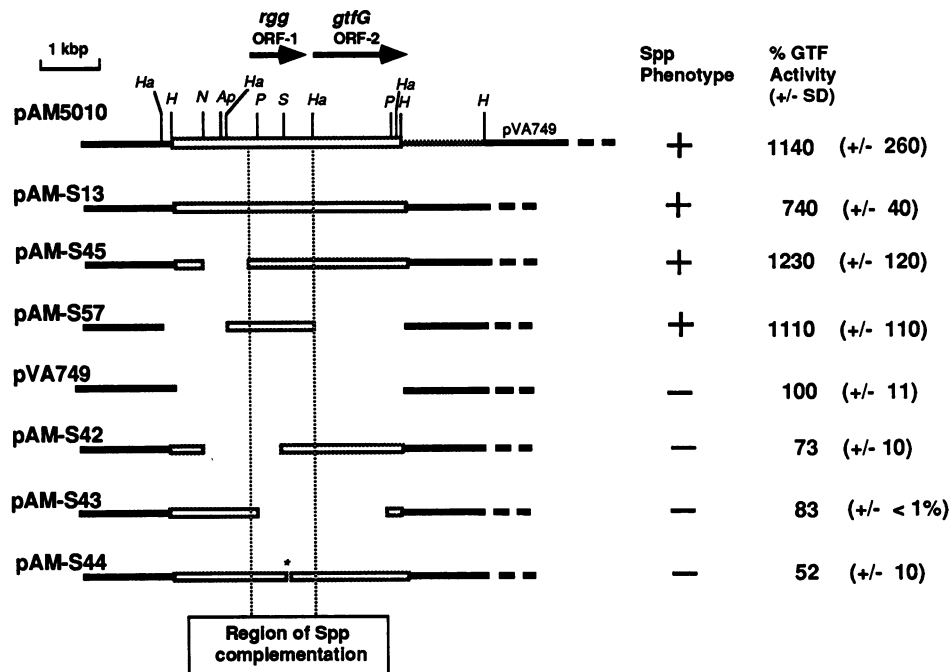 rgg gtfG
ORF-1 ORF-2
1 kbp
Spp Phenotype
% GTF Activity (+/- SD)
Ha H N Ap Ha P S Ha P H Ha H
pAM5010 pVA749 + 1140 (+/- 260)
pAM-S13 + 740 (+/- 40)
pAM-S45 + 1230 (+/- 120)
pAM-S57 + 1110 (+/- 110)
pVA749 − 100 (+/- 11)
pAM-S42 − 73 (+/- 10)
pAM-S43 − 83 (+/- < 1%)
pAM-S44 * − 52 (+/- 10)
Region of Spp
complementation